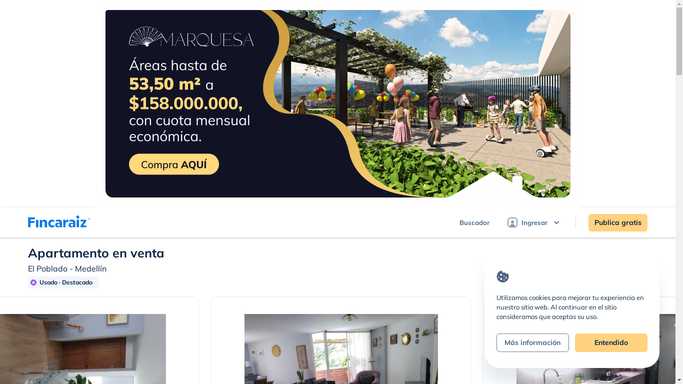 MARQUESA
Áreas hasta de
53,50 m² a
$158.000.000,
con cuota mensual
económica.
Compra AQUÍ
Fincaraiz
Buscador
Ingresar
Publica gratis
Apartamento en venta
El Poblado - Medellín
Usado · Destacado
Utilizamos cookies para mejorar tu experiencia en
nuestro sitio web. Al continuar en el sitio
consideramos que aceptas su uso.
Más información
Entendido